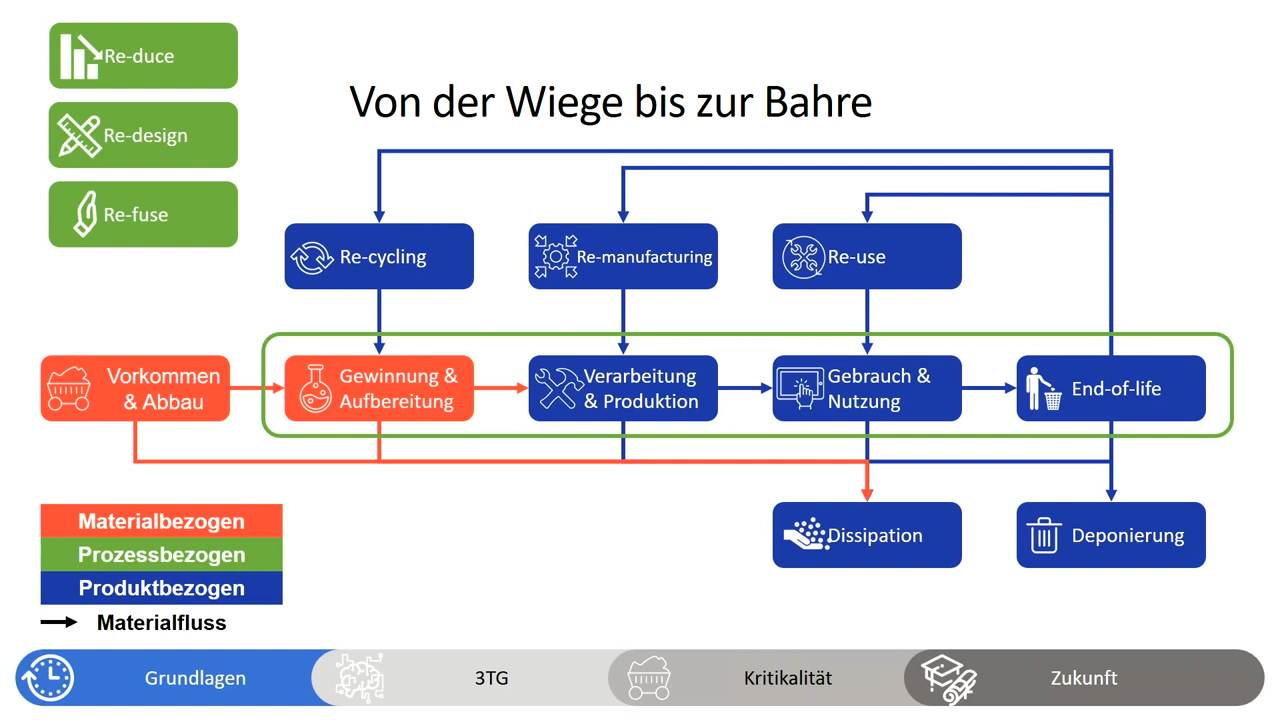 Re-duce
Re-design
Re-fuse
Von der Wiege bis zur Bahre
Re-cycling
Re-manufacturing
Re-use
Vorkommen
& Abbau
Gewinnung &
Aufbereitung
Verarbeitung
& Produktion
Gebrauch &
Nutzung
End-of-life
Dissipation
Deponierung
Materialbezogen
Prozessbezogen
Produktbezogen
Materialfluss
Grundlagen
3TG
Kritikalität
Zukunft